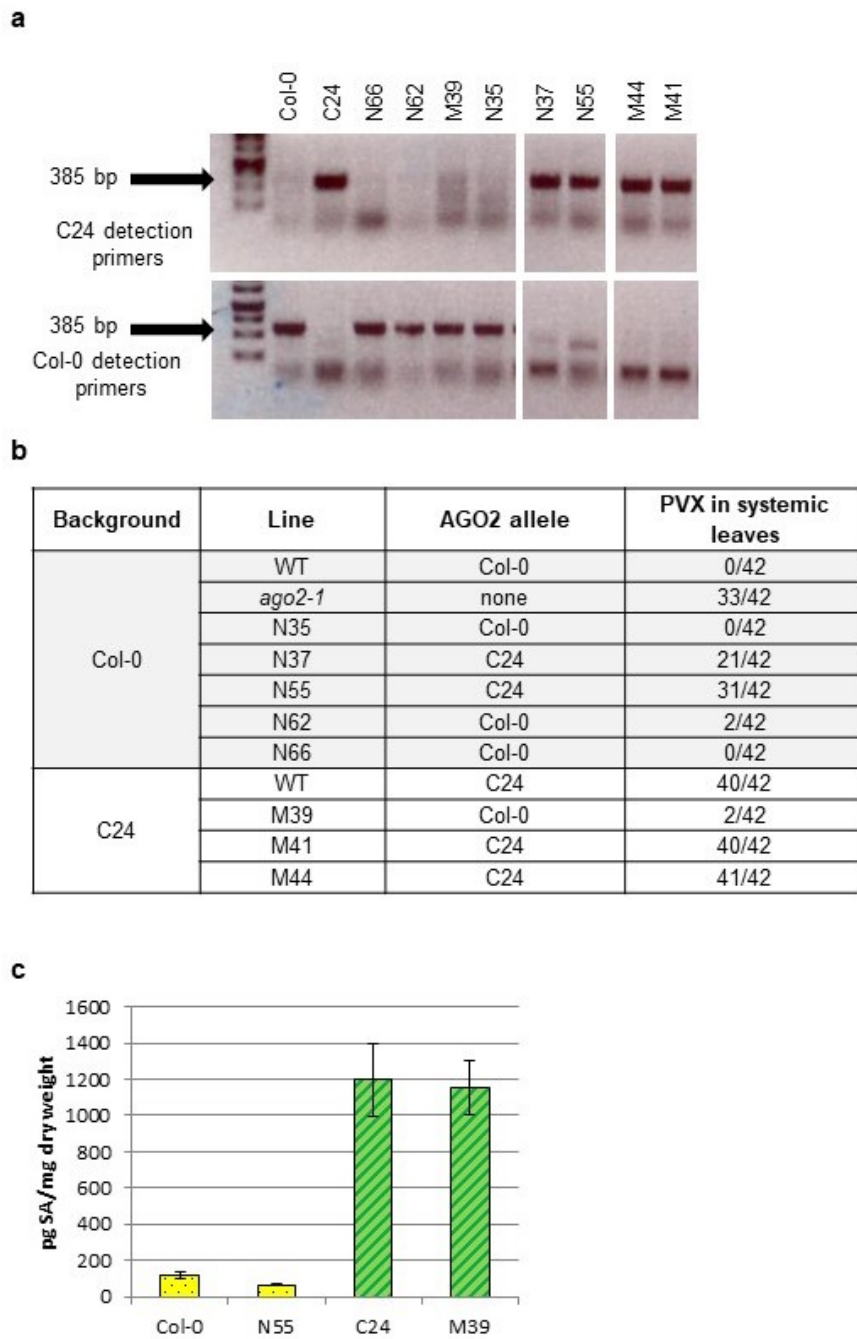 a
Col-0 C24 N66 N62 M39 N35 N37 N55 M44 M41
385 bp
C24 detection
primers
385 bp
Col-0 detection
primers
b
Background Line AGO2 allele PVX in systemic
leaves
Col-0
WT Col-0 0/42
ago2-1 none 33/42
N35 Col-0 0/42
N37 C24 21/42
N55 C24 31/42
N62 Col-0 2/42
N66 Col-0 0/42
C24
WT C24 40/42
M39 Col-0 2/42
M41 C24 40/42
M44 C24 41/42
c
pg SA/mg dry weight
1600
1400
1200
1000
800
600
400
200
0
Col-0 N55 C24 M39